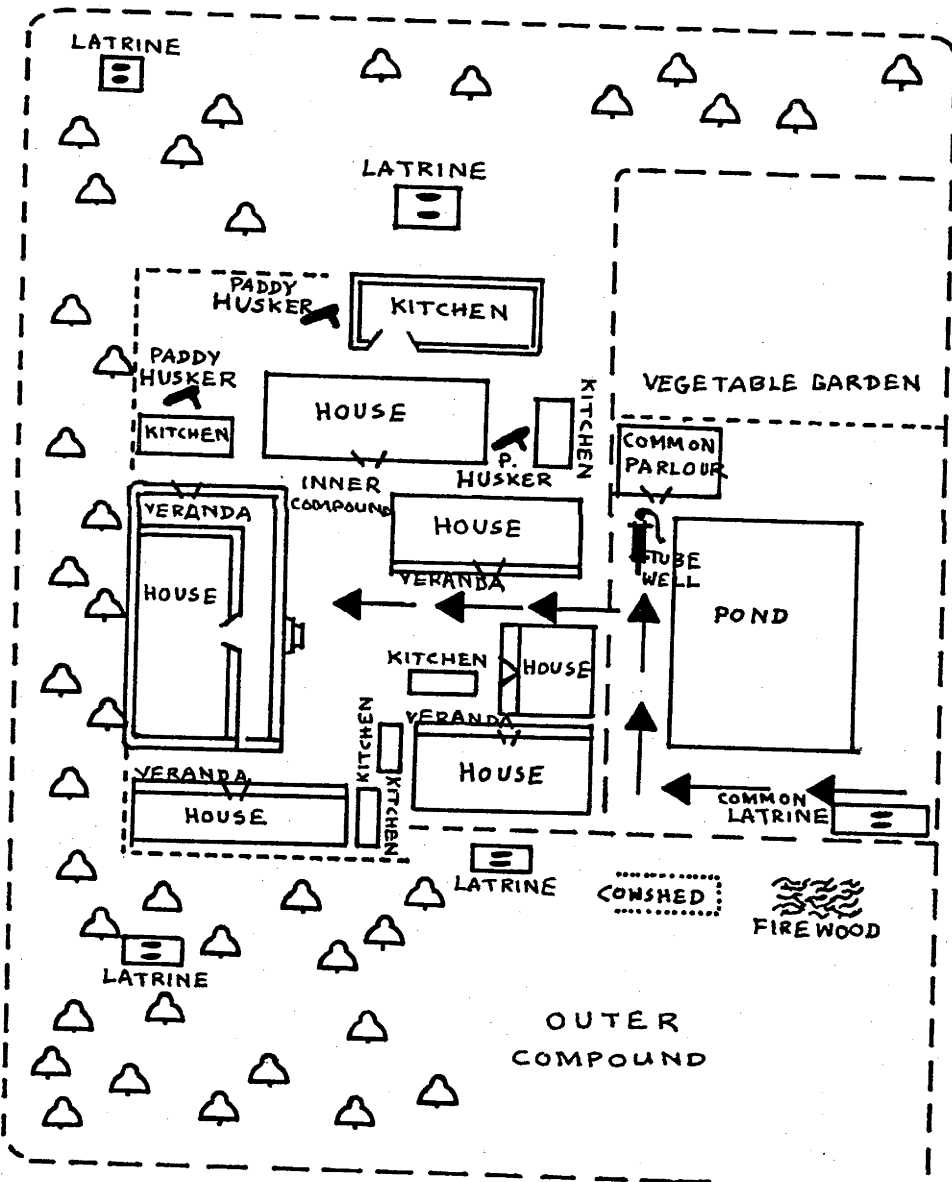 LATRINE
LATRINE
PADDY
HUSKER
KITCHEN
PADDY
HUSKER
KITCHEN
HOUSE
KITCHEN
P.
HUSKER
VEGETABLE GARDEN
COMMON
PARLOUR
INNER
COMPOUND
VERANDA
HOUSE
HOUSE
VERANDA
TUBE
WELL
POND
KITCHEN
HOUSE
KITCHEN
VERANDA
HOUSE
VERANDA
HOUSE
KITCHEN
COMMON
LATRINE
LATRINE
COWSHED
FIREWOOD
LATRINE
OUTER
COMPOUND